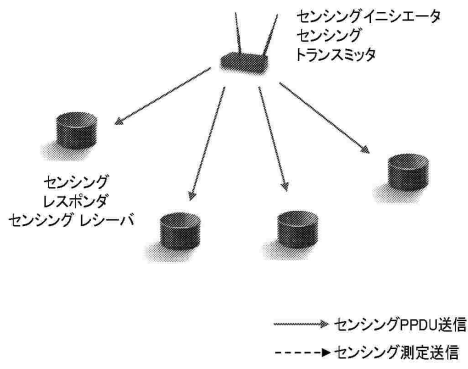 センシングイニシエータ
センシング
トランスミッタ
センシング
レスポンダ
センシング レシーバ
センシングPPDU送信
センシング測定送信